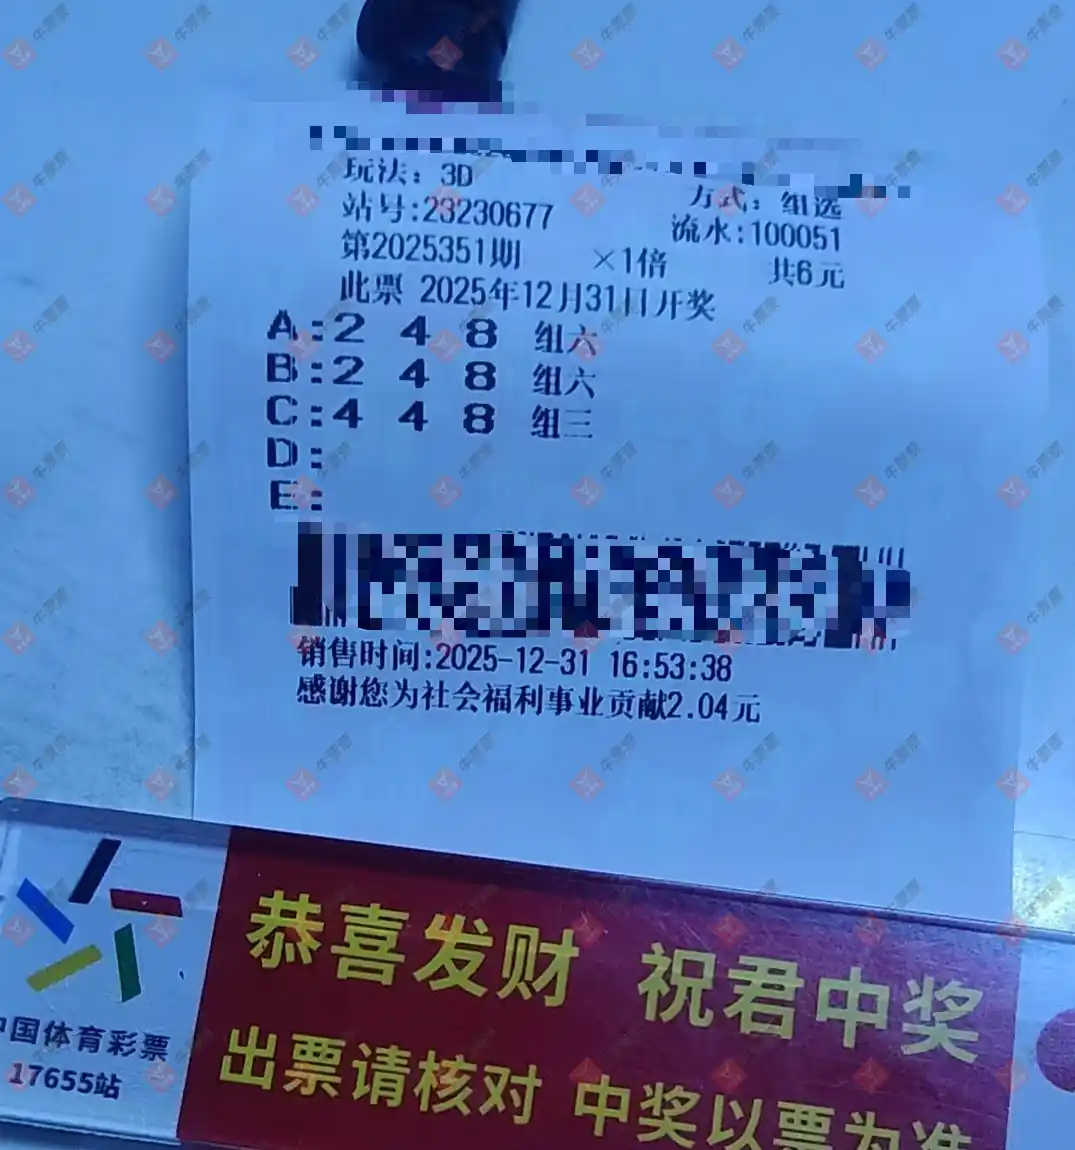 玩法：3D
方式：组选
站号:23230677
流水:100051
第2025351期 ×1倍 共6元
此票 2025年12月31日开奖
A:2 4 8 组六
B:2 4 8 组六
C:4 4 8 组三
D:
E:
销售时间:2025-12-31 16:53:38
感谢您为社会福利事业贡献2.04元
恭喜发财 祝君中奖
出票请核对 中奖以票为准
中国体育彩票
17655站
牛票票